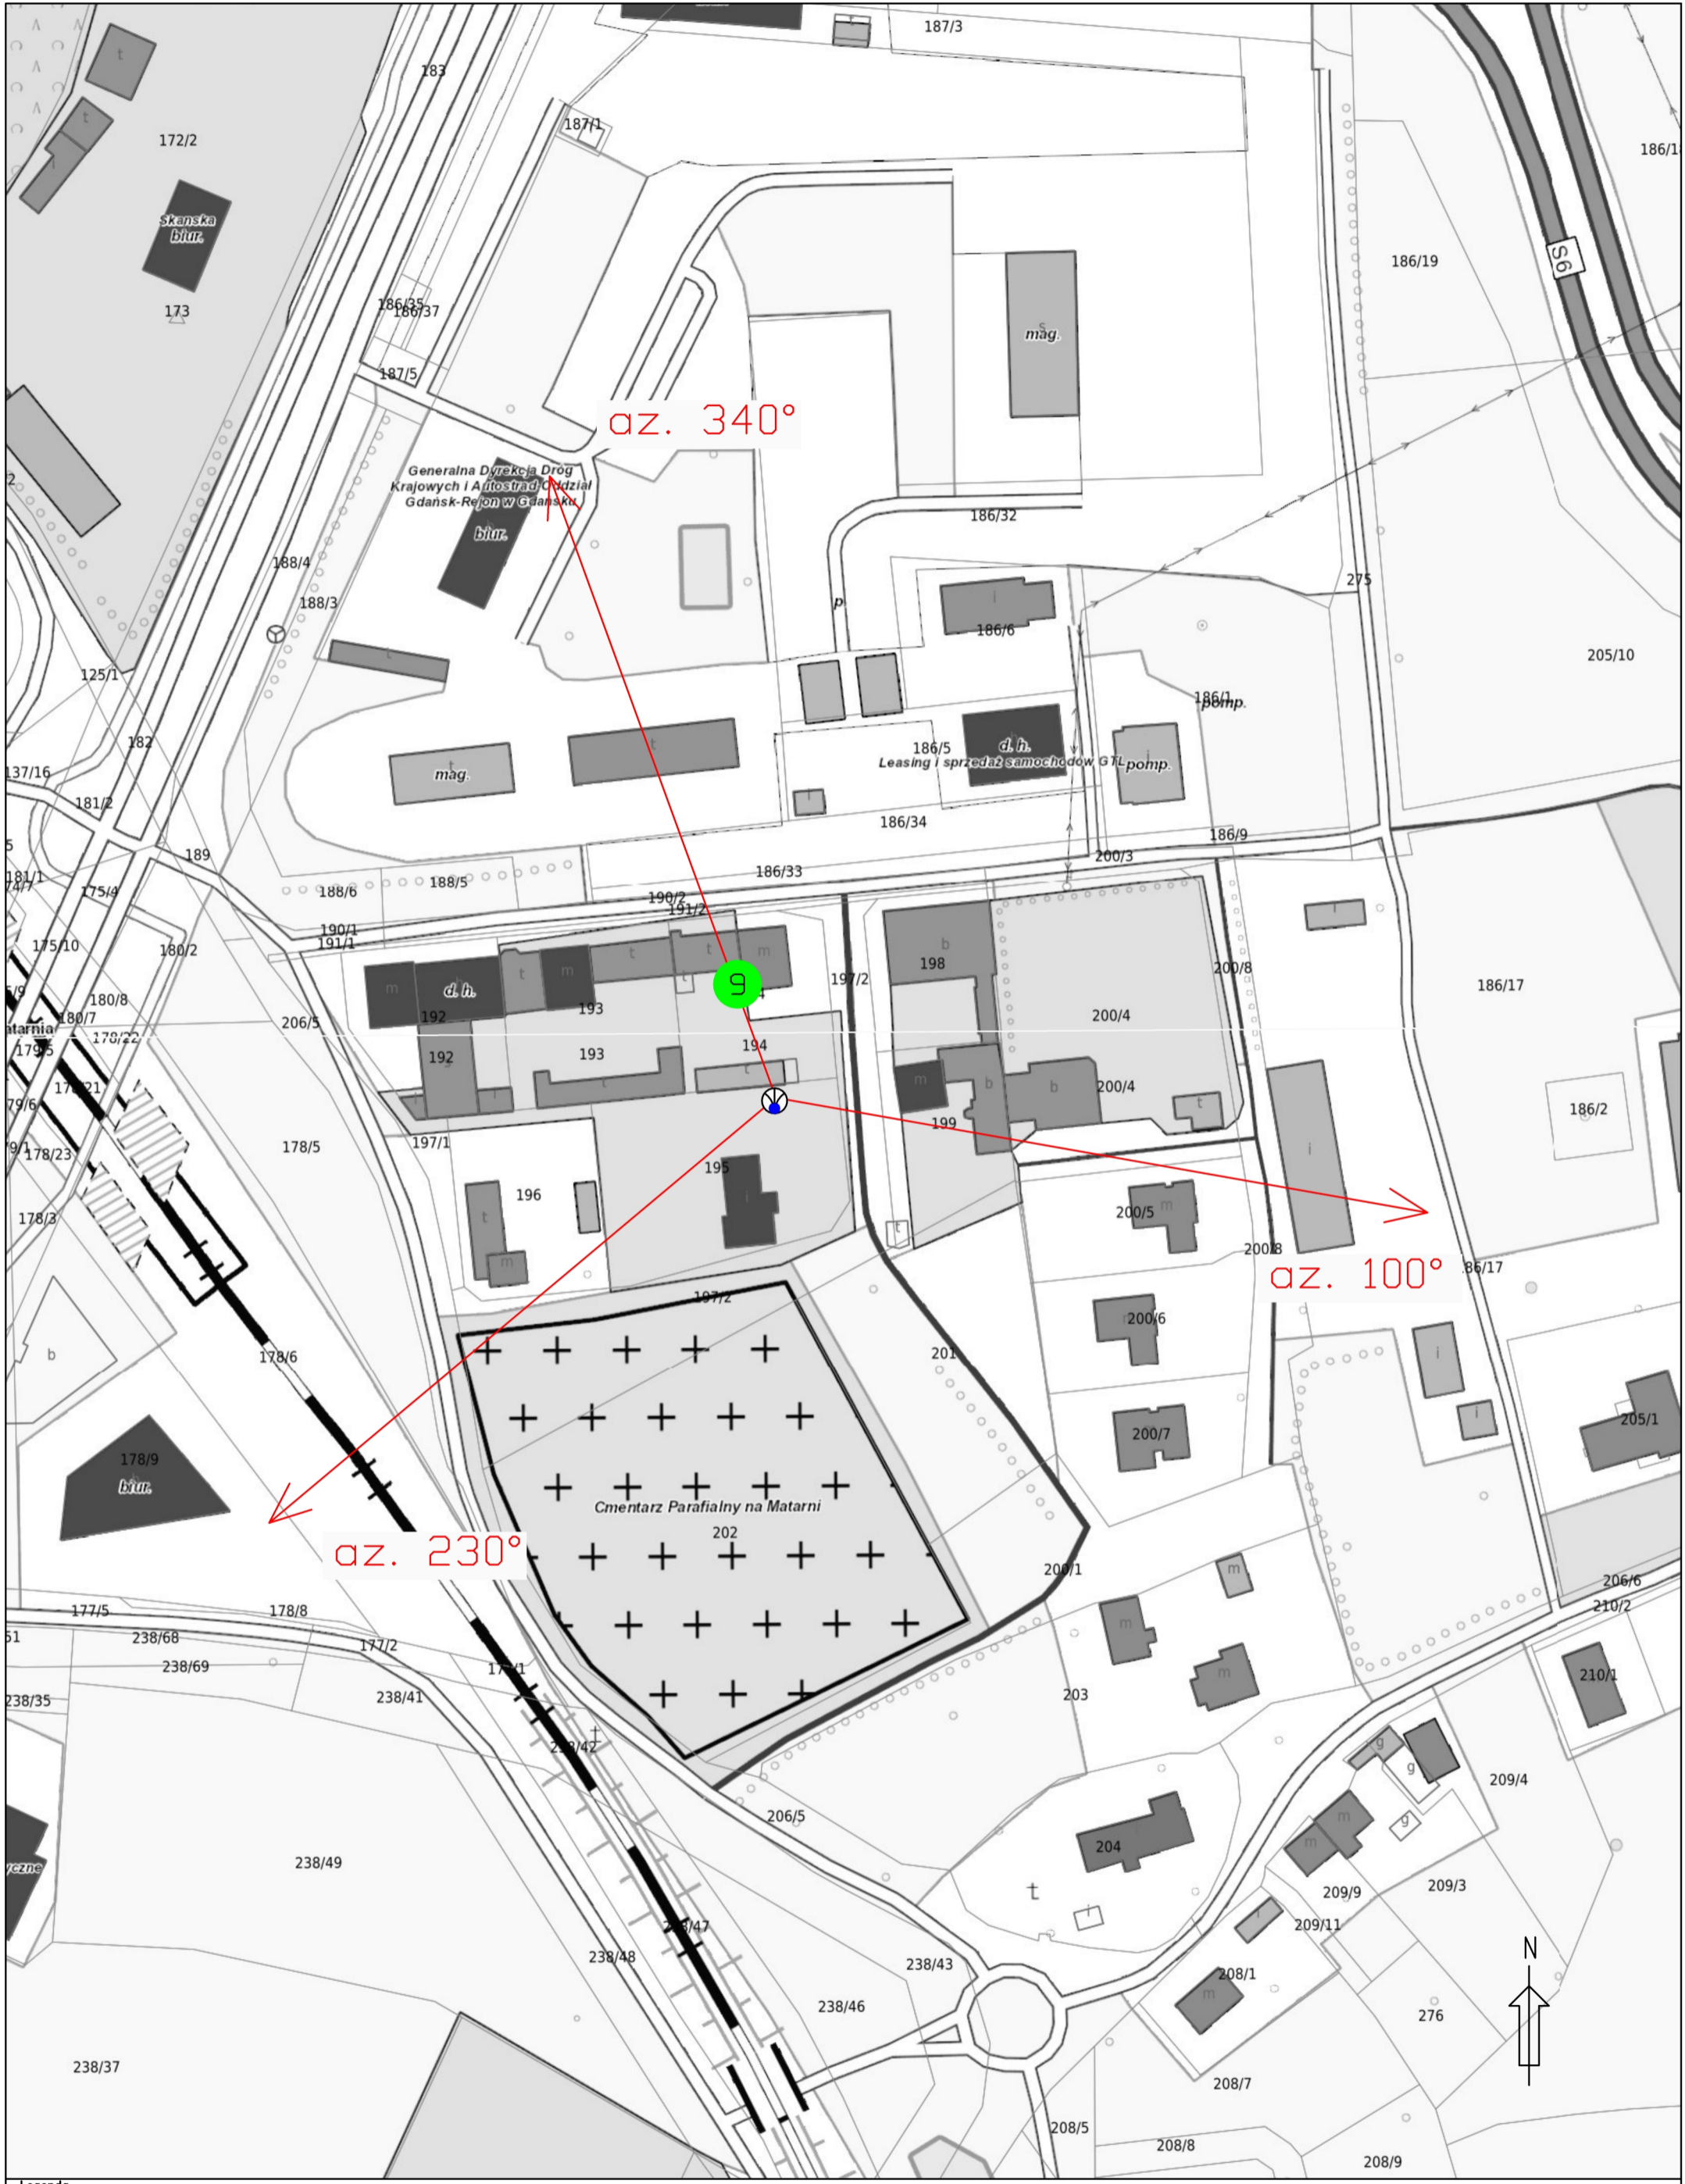 187/3
183
t
187/1
t
172/2
186/1
Skanska
biur.
186/19
S6
173
186/35
186/37
s
mag.
187/5
az. 340°
Generalna Dyrekcja Dróg
Krajowych i Autostrad Oddział
Gdańsk-Rejon w Gdańsku
biur.
186/32
188/4
275
188/3
p
i
186/6
t
205/10
125/1
186/1
pomp.
182
t
186/5
d. h.
i
Leasing i sprzedaż samochodów GTL
pomp.
137/16
t
mag.
181/2
i
186/34
186/9
189
200/3
181/1
186/33
175/4
188/6
188/5
190/2
191/2
i
190/1
191/1
175/10
180/2
b
198
t
t
m
200/8
m
d. h.
t
m
197/2
9
t
186/17
180/8
192
193
206/5
200/4
180/7
178/22
179/5
192
193
194
t
178/21
m
b
b
200/4
t
179/6
t
186/2
199
197/1
178/5
i
178/23
195
196
t
i
200/5
m
178/3
t
200/8
m
az. 100°
186/17
197/2
200/6
b
178/6
201
i
i
205/1
200/7
178/9
biur.
Cmentarz Parafialny na Matarni
202
az. 230°
200/1
m
206/6
177/5
178/8
210/2
m
51
238/68
177/2
238/69
m
210/1
238/35
238/41
203
g
g
209/4
206/5
m
g
204
m
238/49
209/3
209/9
t
i
209/11
238/48
N
238/43
208/1
m
238/46
276
238/37
208/7
208/5
208/8
208/9